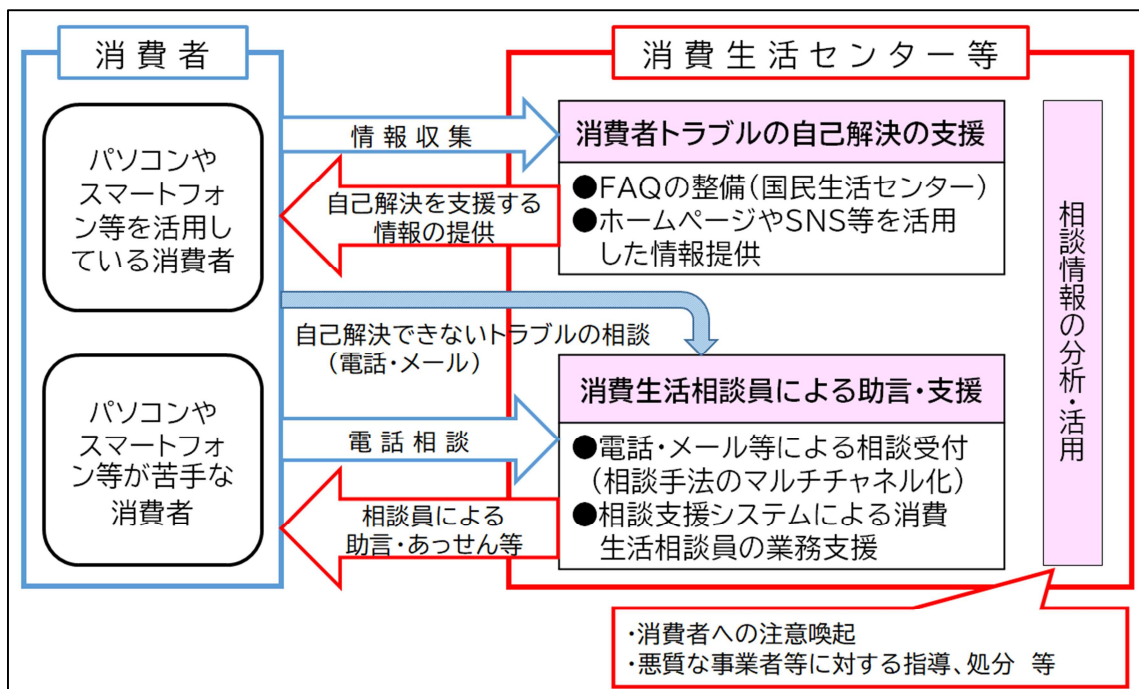 消費者
消費生活センター等
パソコンや
スマートフォ
ン等を活用し
ている消費者
情報収集
自己解決を支援する
情報の提供
消費者トラブルの自己解決の支援
●FAQの整備(国民生活センター)
●ホームページやSNS等を活用
した情報提供
自己解決できないトラブルの相談
(電話・メール)
パソコンや
スマートフォ
ン等が苦手な
消費者
電話相談
相談員による
助言・あっせん等
消費生活相談員による助言・支援
●電話・メール等による相談受付
(相談手法のマルチチャネル化)
●相談支援システムによる消費
生活相談員の業務支援
相談情報の分析・活用
・消費者への注意喚起
・悪質な事業者等に対する指導、処分 等